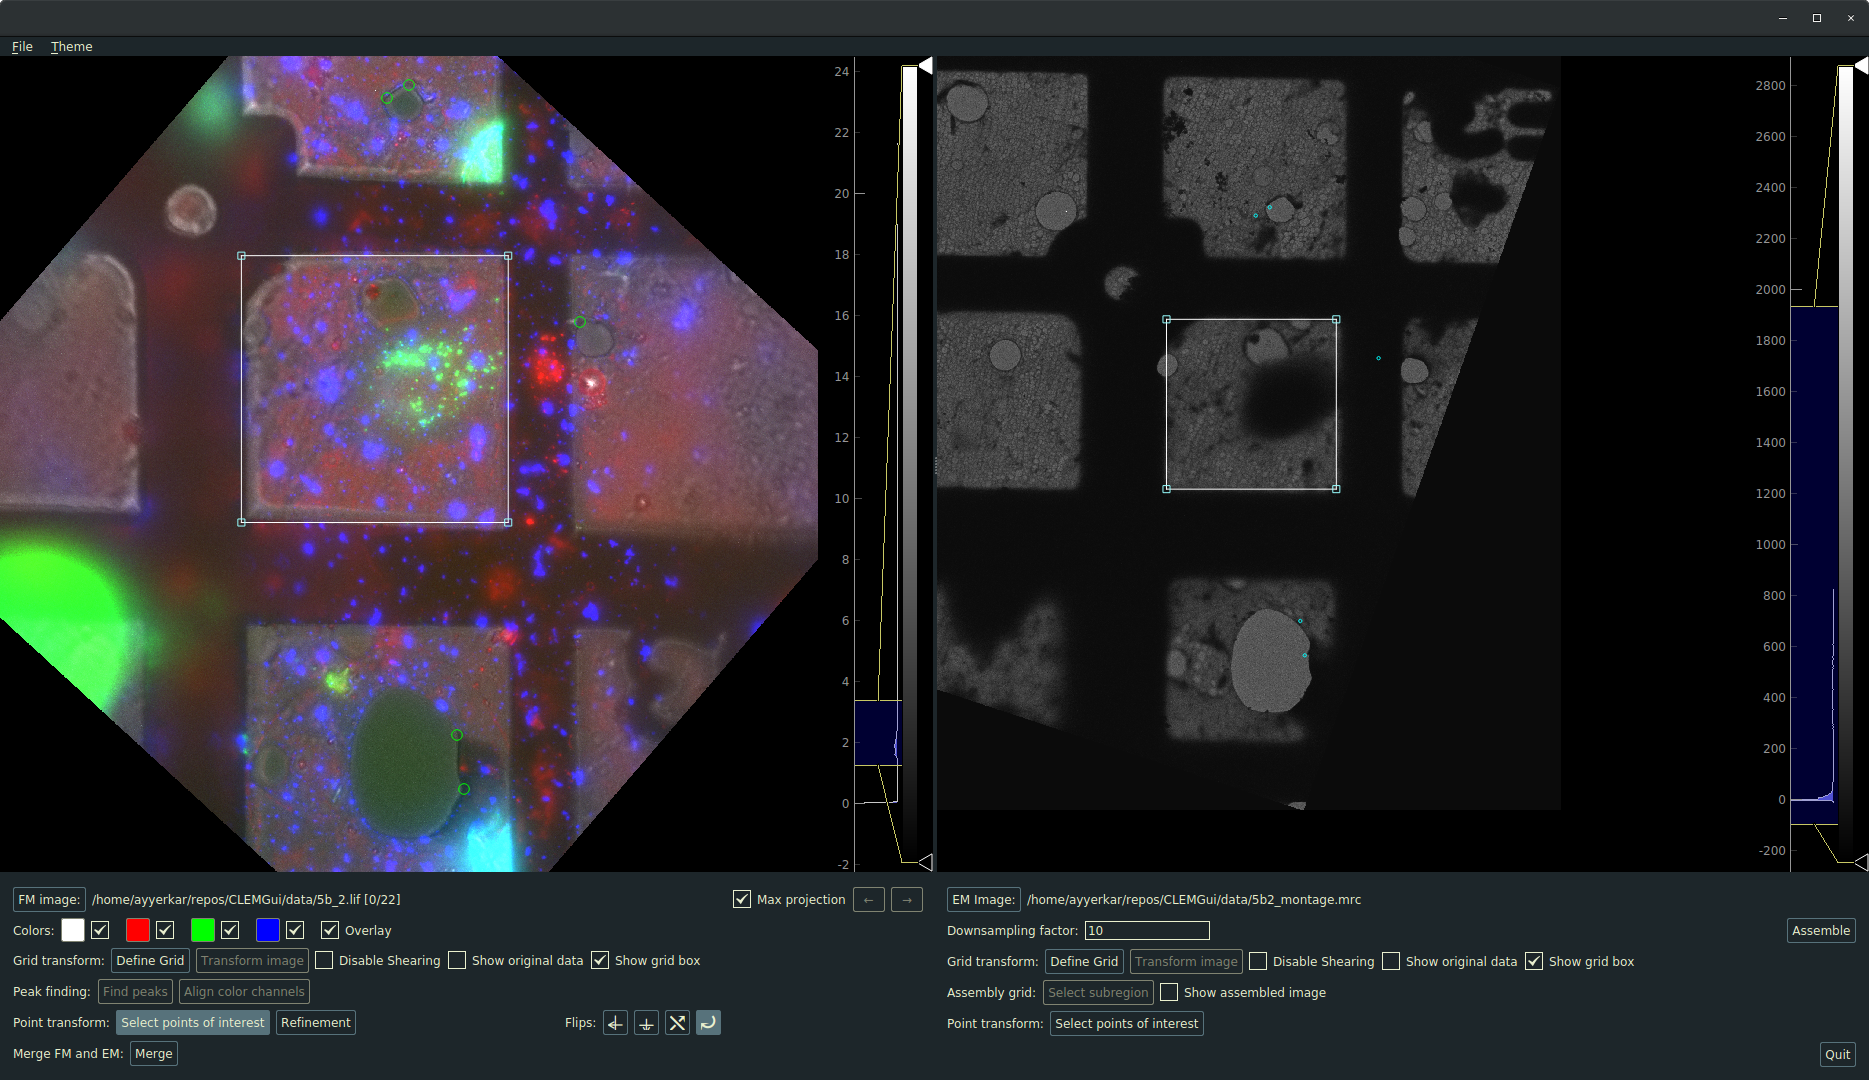 File Theme
24
22
20
18
16
14
12
10
8
6
4
2
0
-2
2800
2600
2400
2200
2000
1800
1600
1400
1200
1000
800
600
400
200
0
-200
FM image: /home/ayyerkar/repos/CLEMGui/data/5b_2.lif [0/22] Max projection ← →
Colors: Overlay
Grid transform: Define Grid Transform image Disable Shearing Show original data Show grid box
Peak finding: Find peaks Align color channels
Point transform: Select points of interest Refinement Flips:
Merge FM and EM: Merge
EM Image: /home/ayyerkar/repos/CLEMGui/data/5b2_montage.mrc
Downsampling factor: 10 Assemble
Grid transform: Define Grid Transform image Disable Shearing Show original data Show grid box
Assembly grid: Select subregion Show assembled image
Point transform: Select points of interest
Quit